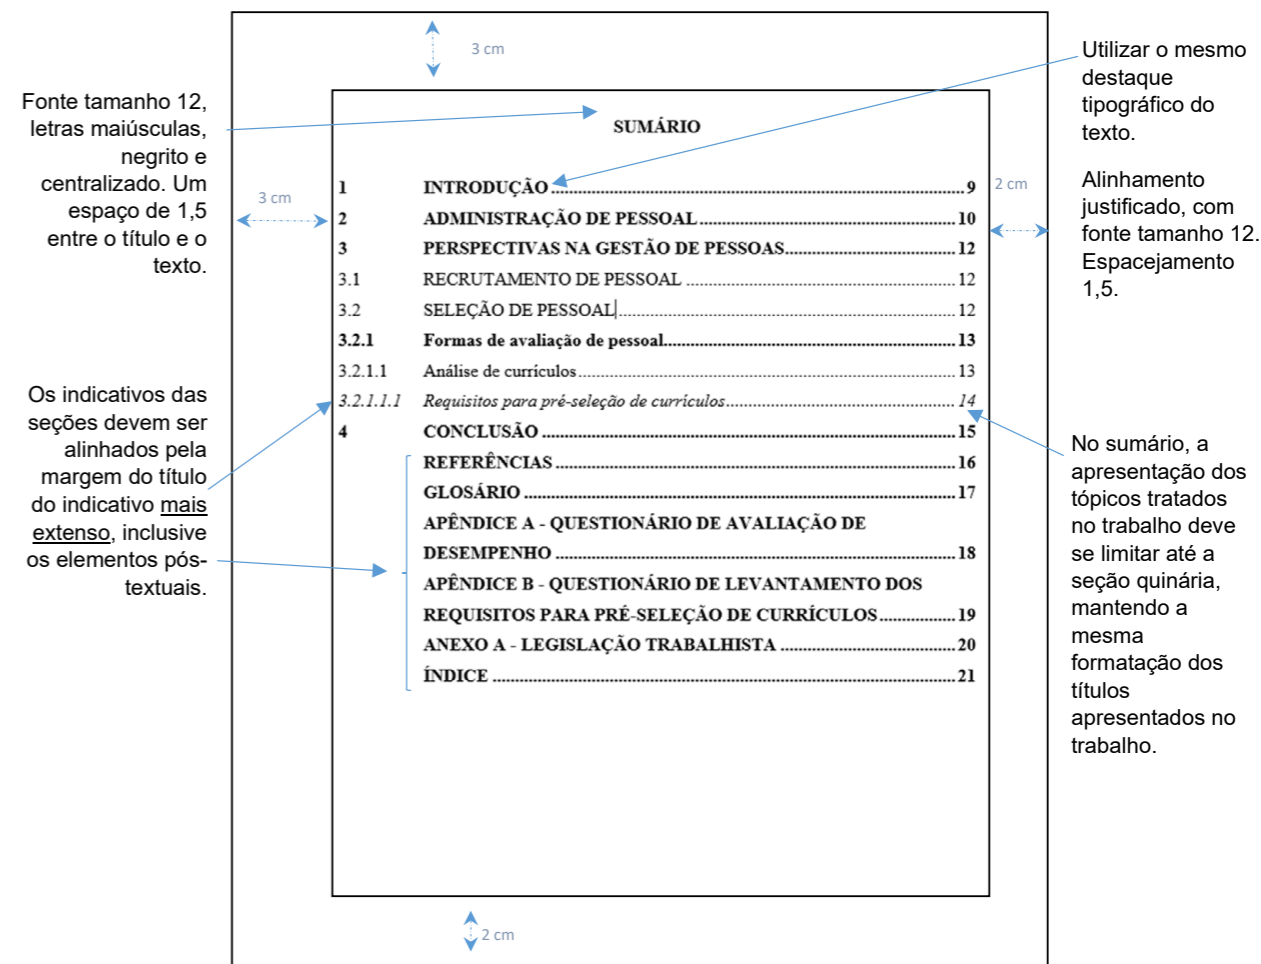 3 cm
Utilizar o mesmo
destaque
tipográfico do
texto.
Fonte tamanho 12,
letras maiúsculas,
negrito e
centralizado. Um
espaço de 1,5
entre o título e o
texto.
Alinhamento
justificado, com
fonte tamanho 12.
Espacejamento
1,5.
3 cm
2 cm
SUMÁRIO
1 INTRODUÇÃO ........ 9
2 ADMINISTRAÇÃO DE PESSOAL ........ 10
3 PERSPECTIVAS NA GESTÃO DE PESSOAS ........ 12
3.1 RECRUTAMENTO DE PESSOAL ........ 12
3.2 SELEÇÃO DE PESSOAL ........ 12
3.2.1 Formas de avaliação de pessoal ........ 13
3.2.1.1 Análise de currículos ........ 13
3.2.1.1.1 Requisitos para pré-seleção de currículos ........ 14
4 CONCLUSÃO ........ 15
REFERÊNCIAS ........ 16
GLOSÁRIO ........ 17
APÊNDICE A - QUESTIONÁRIO DE AVALIAÇÃO DE
DESEMPENHO ........ 18
APÊNDICE B - QUESTIONÁRIO DE LEVANTAMENTO DOS
REQUISITOS PARA PRÉ-SELEÇÃO DE CURRÍCULOS ........ 19
ANEXO A - LEGISLAÇÃO TRABALHISTA ........ 20
ÍNDICE ........ 21
Os indicativos das
seções devem ser
alinhados pela
margem do título
do indicativo mais
extenso, inclusive
os elementos pós-
textuais.
No sumário, a
apresentação dos
tópicos tratados
no trabalho deve
se limitar até a
seção quinária,
mantendo a
mesma
formatação dos
títulos
apresentados no
trabalho.
2 cm